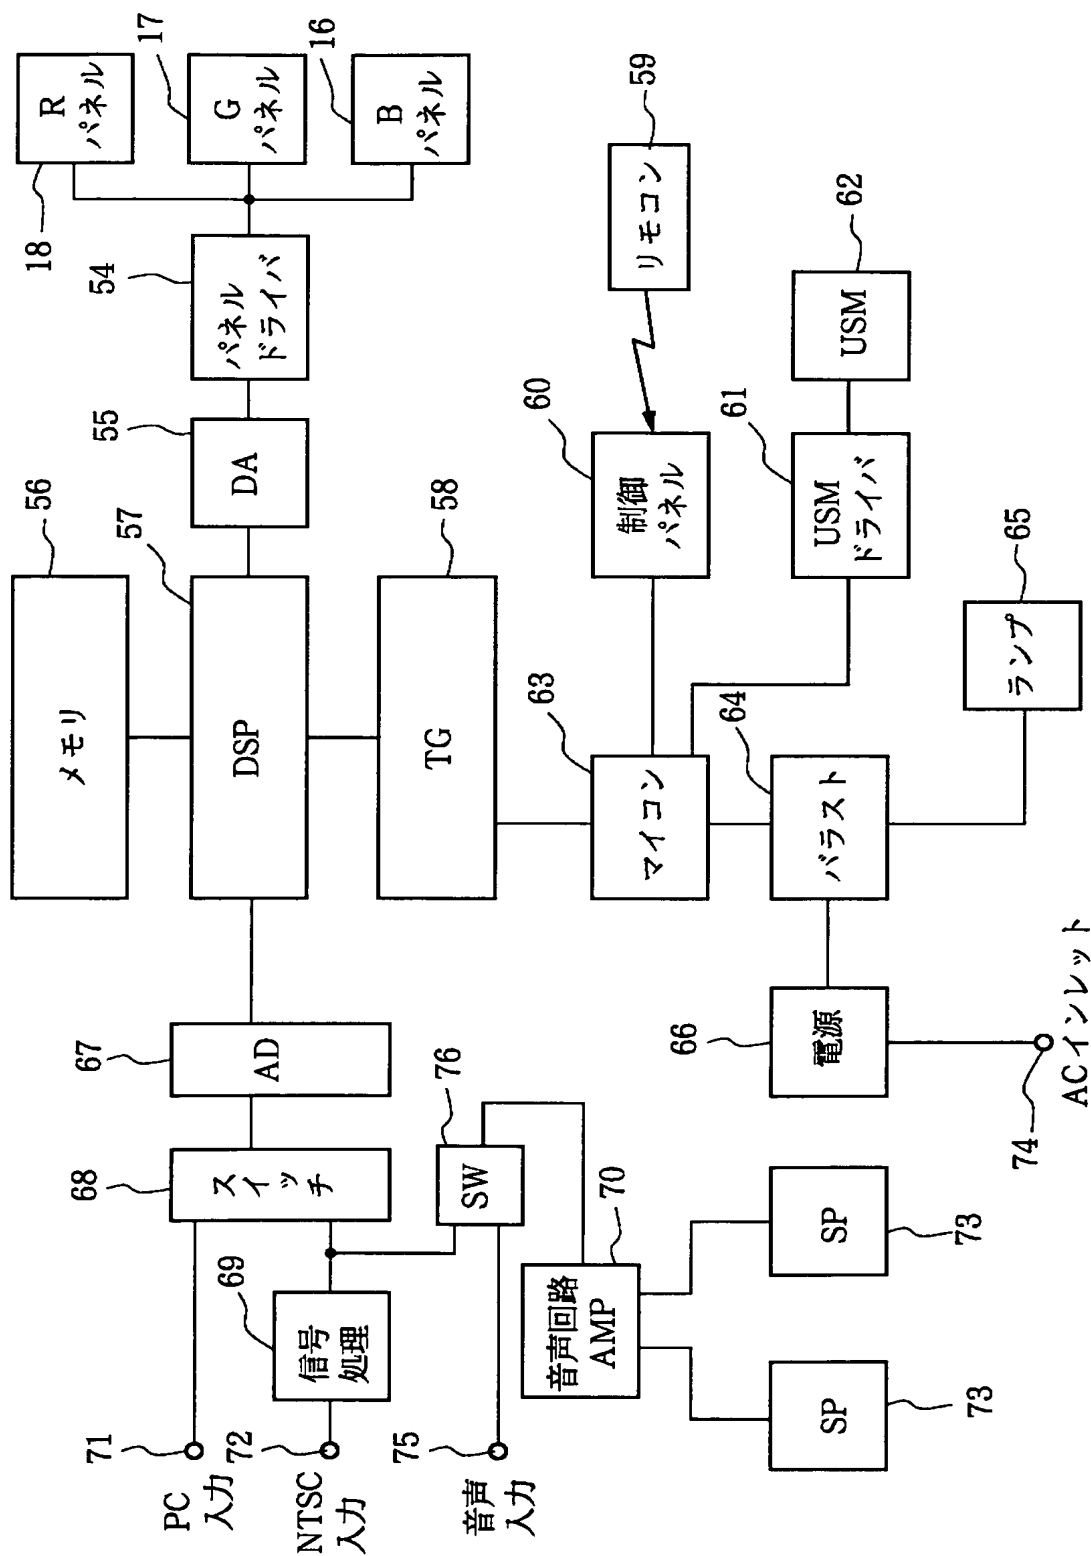 メモリ
56
57
DSP
55
DA
54
パネル
ドライバ
18
R
パネル
17
G
パネル
16
B
パネル
58
TG
67
AD
68
スイッチ
69
信号
処理
71
PC
入力
72
NTSC
入力
75
音声
入力
76
SW
70
音声回路
AMP
SP
73
SP
73
63
マイコン
60
制御
パネル
59
リモコン
61
USM
ドライバ
62
USM
64
バラスト
65
ランプ
66
電源
74
ACインレット